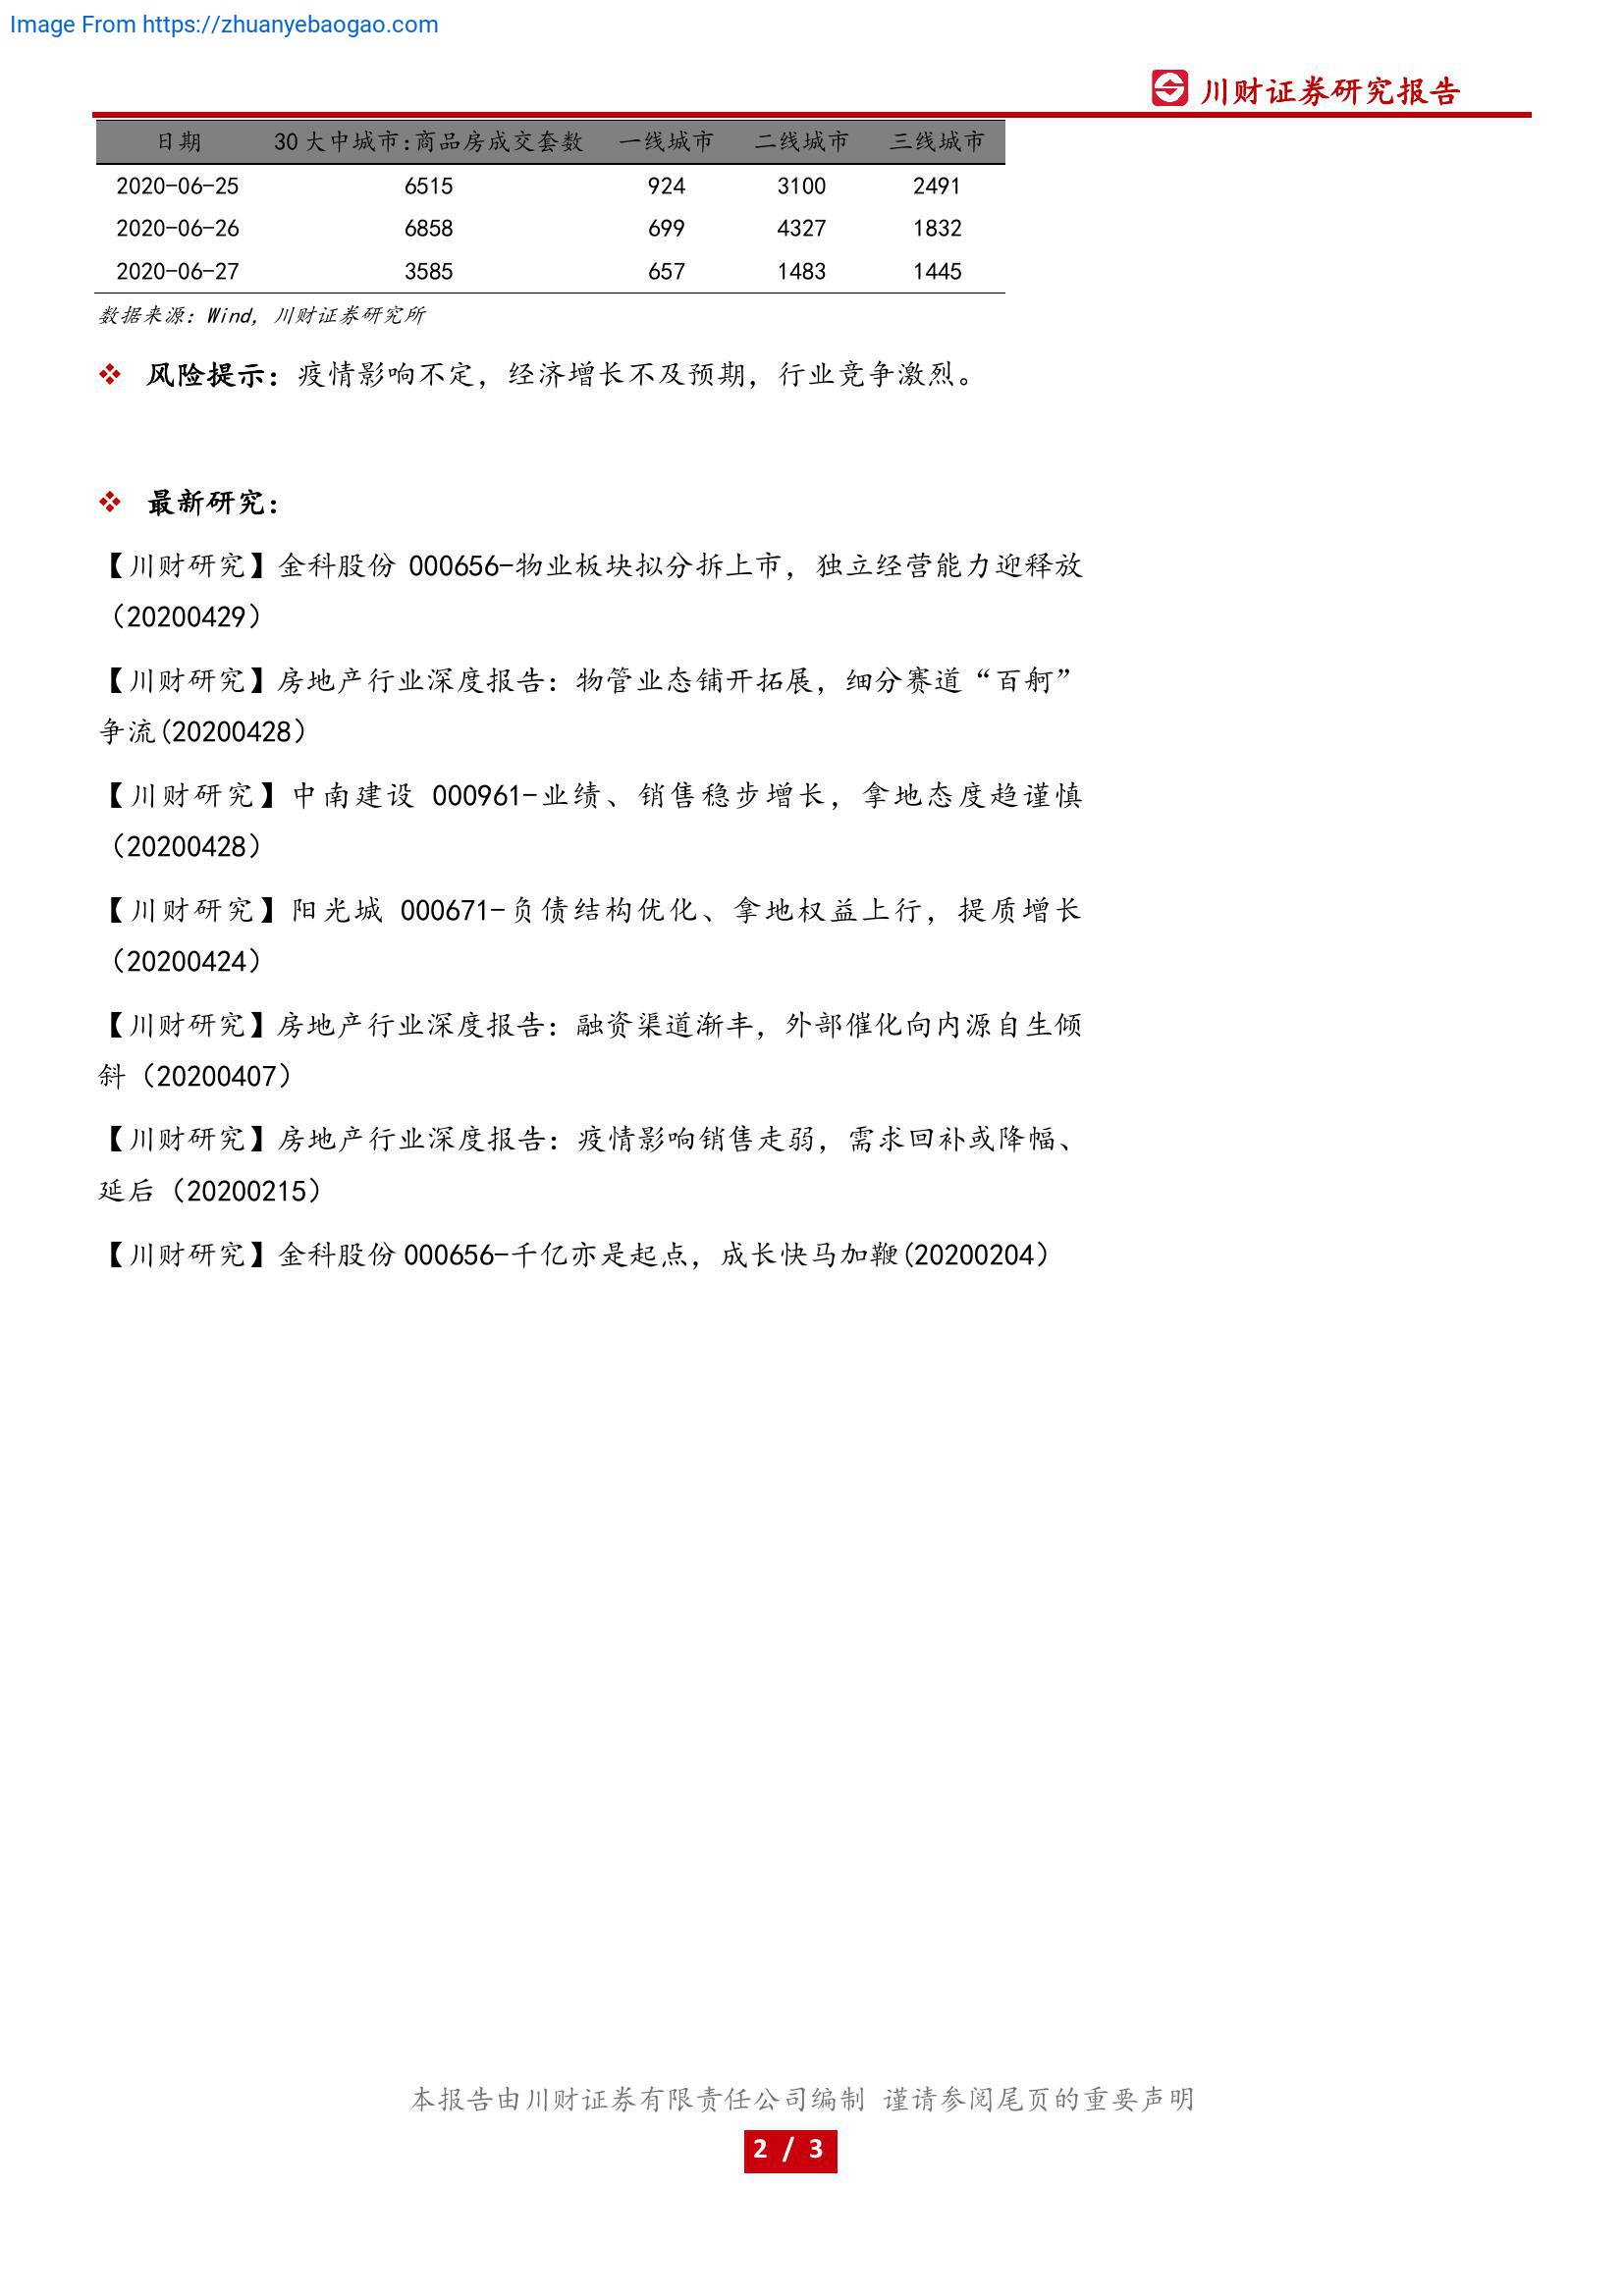 Image From https://zhuanyebaogao.com
川财证券研究报告
日期 30 大中城市:商品房成交套数 一线城市 二线城市 三线城市
2020-06-25 6515 924 3100 2491
2020-06-26 6858 699 4327 1832
2020-06-27 3585 657 1483 1445
数据来源：Wind，川财证券研究所
❖ 风险提示：疫情影响不定，经济增长不及预期，行业竞争激烈。
❖ 最新研究：
【川财研究】金科股份 000656-物业板块拟分拆上市，独立经营能力迎释放
（20200429）
【川财研究】房地产行业深度报告：物管业态铺开拓展，细分赛道“百舸”
争流(20200428）
【川财研究】中南建设 000961-业绩、销售稳步增长，拿地态度趋谨慎
（20200428）
【川财研究】阳光城 000671-负债结构优化、拿地权益上行，提质增长
（20200424）
【川财研究】房地产行业深度报告：融资渠道渐丰，外部催化向内源自生倾
斜（20200407）
【川财研究】房地产行业深度报告：疫情影响销售走弱，需求回补或降幅、
延后（20200215）
【川财研究】金科股份 000656-千亿亦是起点，成长快马加鞭(20200204）
本报告由川财证券有限责任公司编制 谨请参阅尾页的重要声明
2 / 3